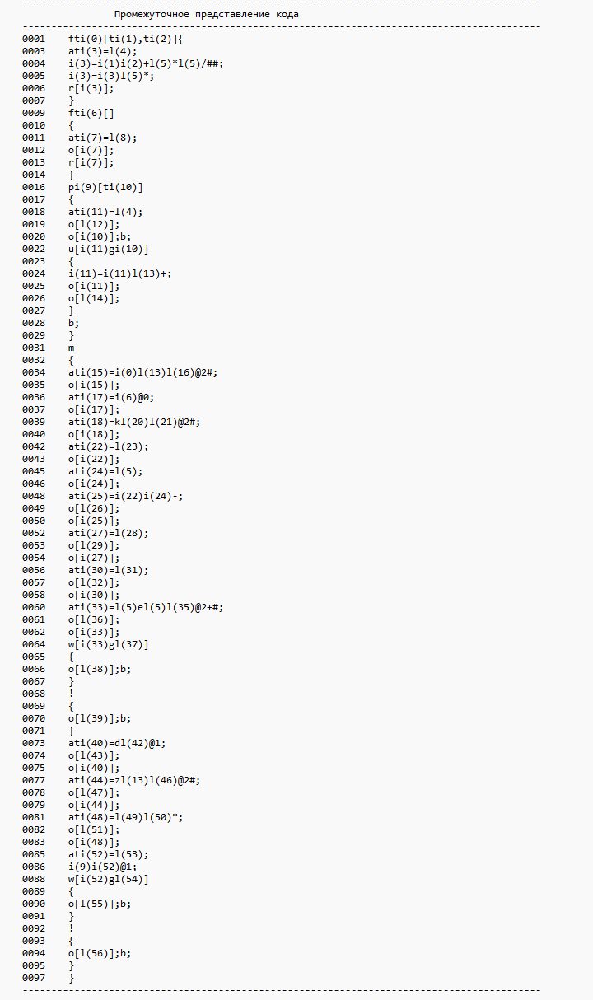 ----------------------------------------------------------------------------------------
Промежуточное представление кода
----------------------------------------------------------------------------------------
0001 fti(0)[ti(1),ti(2)]{
0003 ati(3)=l(4);
0004 i(3)=i(1)i(2)+l(5)*l(5)/##;
0005 i(3)=i(3)l(5)*;
0006 r[i(3)];
0007 }
0009 fti(6)[]
0010 {
0011 ati(7)=l(8);
0012 o[i(7)];
0013 r[i(7)];
0014 }
0016 pi(9)[ti(10)]
0017 {
0018 ati(11)=l(4);
0019 o[l(12)];
0020 o[i(10)];b;
0022 u[i(11)gi(10)]
0023 {
0024 i(11)=i(11)l(13)+;
0025 o[i(11)];
0026 o[l(14)];
0027 }
0028 b;
0029 }
0031 m
0032 {
0034 ati(15)=i(0)l(13)l(16)@2#;
0035 o[i(15)];
0036 ati(17)=i(6)@0;
0037 o[i(17)];
0039 ati(18)=kl(20)l(21)@2#;
0040 o[i(18)];
0042 ati(22)=l(23);
0043 o[i(22)];
0045 ati(24)=l(5);
0046 o[i(24)];
0048 ati(25)=i(22)i(24)-;
0049 o[l(26)];
0050 o[i(25)];
0052 ati(27)=l(28);
0053 o[l(29)];
0054 o[i(27)];
0056 ati(30)=l(31);
0057 o[l(32)];
0058 o[i(30)];
0060 ati(33)=l(5)el(5)l(35)@2+#;
0061 o[l(36)];
0062 o[i(33)];
0064 w[i(33)gl(37)]
0065 {
0066 o[l(38)];b;
0067 }
0068 !
0069 {
0070 o[l(39)];b;
0071 }
0073 ati(40)=dl(42)@1;
0074 o[l(43)];
0075 o[i(40)];
0077 ati(44)=zl(13)l(46)@2#;
0078 o[l(47)];
0079 o[i(44)];
0081 ati(48)=l(49)l(50)*;
0082 o[l(51)];
0083 o[i(48)];
0085 ati(52)=l(53);
0086 i(9)i(52)@1;
0088 w[i(52)gl(54)]
0089 {
0090 o[l(55)];b;
0091 }
0092 !
0093 {
0094 o[l(56)];b;
0095 }
0097 }
----------------------------------------------------------------------------------------